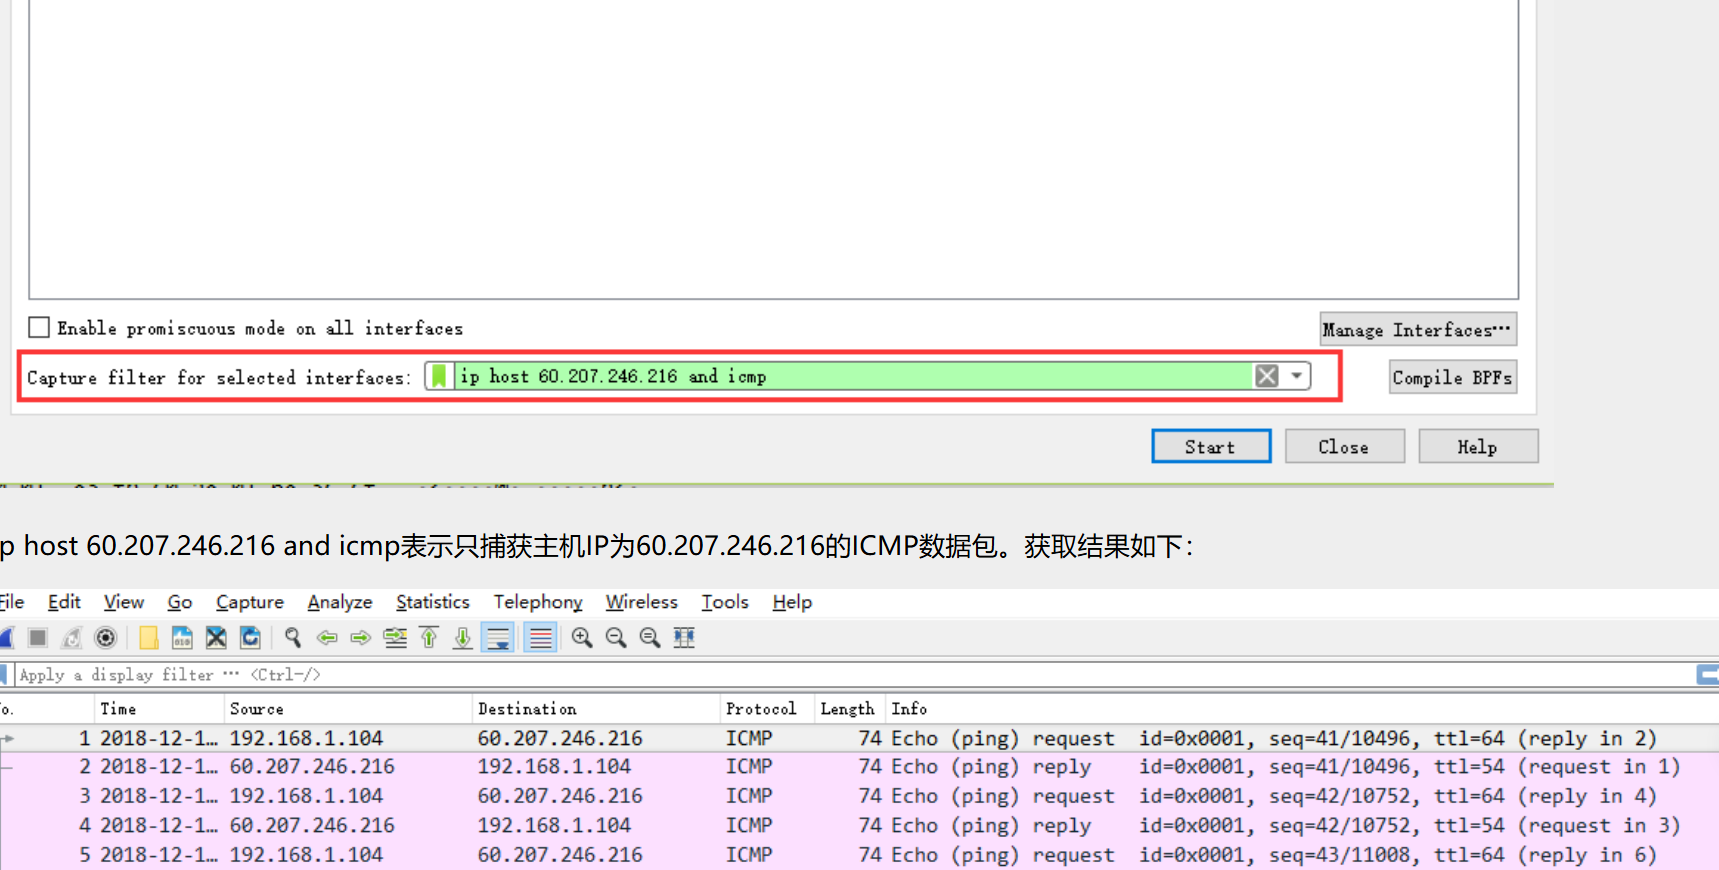 Enable promiscuous mode on all interfaces
Manage Interfaces…
Capture filter for selected interfaces: ip host 60.207.246.216 and icmp
Compile BPFs
Start Close Help
p host 60.207.246.216 and icmp表示只捕获主机IP为60.207.246.216的ICMP数据包。获取结果如下：
File Edit View Go Capture Analyze Statistics Telephony Wireless Tools Help
Apply a display filter … <Ctrl-/>
o. Time Source Destination Protocol Length Info
1 2018-12-1… 192.168.1.104 60.207.246.216 ICMP 74 Echo (ping) request id=0x0001, seq=41/10496, ttl=64 (reply in 2)
2 2018-12-1… 60.207.246.216 192.168.1.104 ICMP 74 Echo (ping) reply id=0x0001, seq=41/10496, ttl=54 (request in 1)
3 2018-12-1… 192.168.1.104 60.207.246.216 ICMP 74 Echo (ping) request id=0x0001, seq=42/10752, ttl=64 (reply in 4)
4 2018-12-1… 60.207.246.216 192.168.1.104 ICMP 74 Echo (ping) reply id=0x0001, seq=42/10752, ttl=54 (request in 3)
5 2018-12-1… 192.168.1.104 60.207.246.216 ICMP 74 Echo (ping) request id=0x0001, seq=43/11008, ttl=64 (reply in 6)